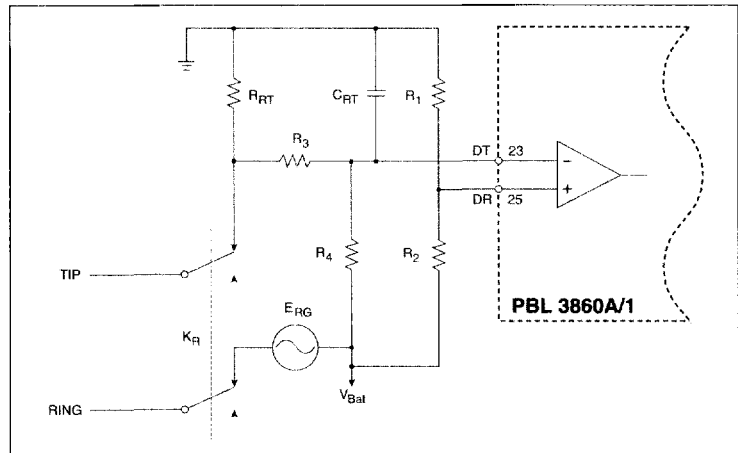 R_RT
C_RT
R_1
R_3
DT
23
−
DR
25
+
R_4
R_2
TIP
PBL 3860A/1
E_RG
K_R
V_Bat
RING